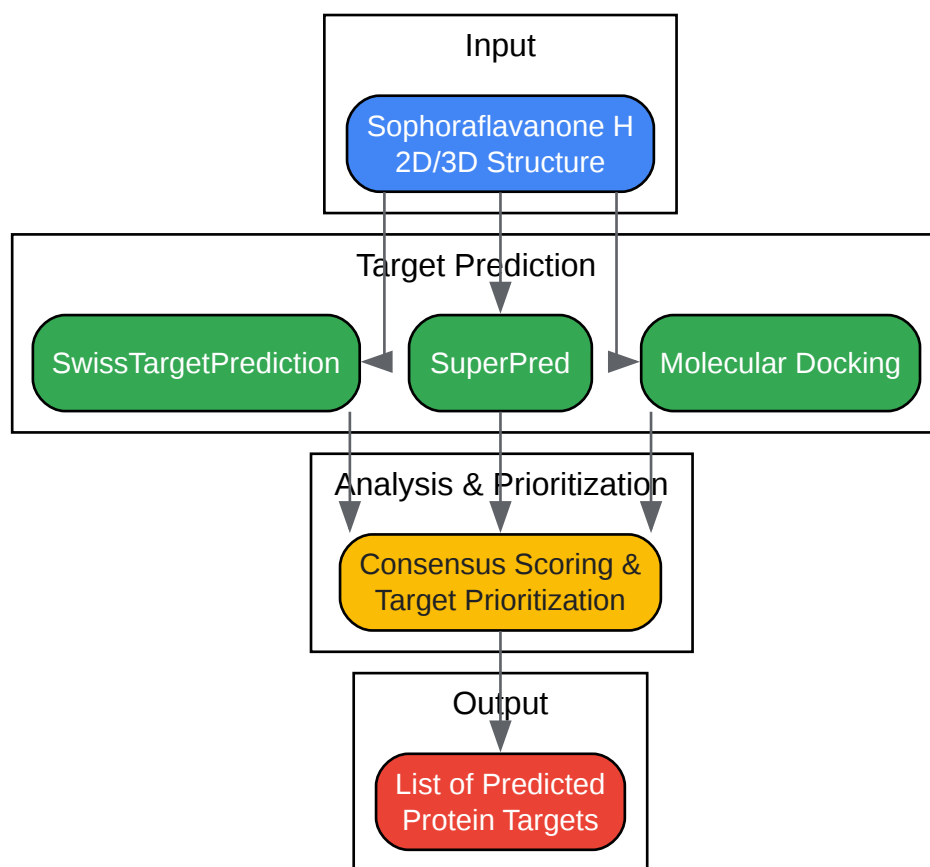 Input
Sophoraflavanone H
2D/3D Structure
Target Prediction
SwissTargetPrediction
SuperPred
Molecular Docking
Analysis & Prioritization
Consensus Scoring &
Target Prioritization
Output
List of Predicted
Protein Targets